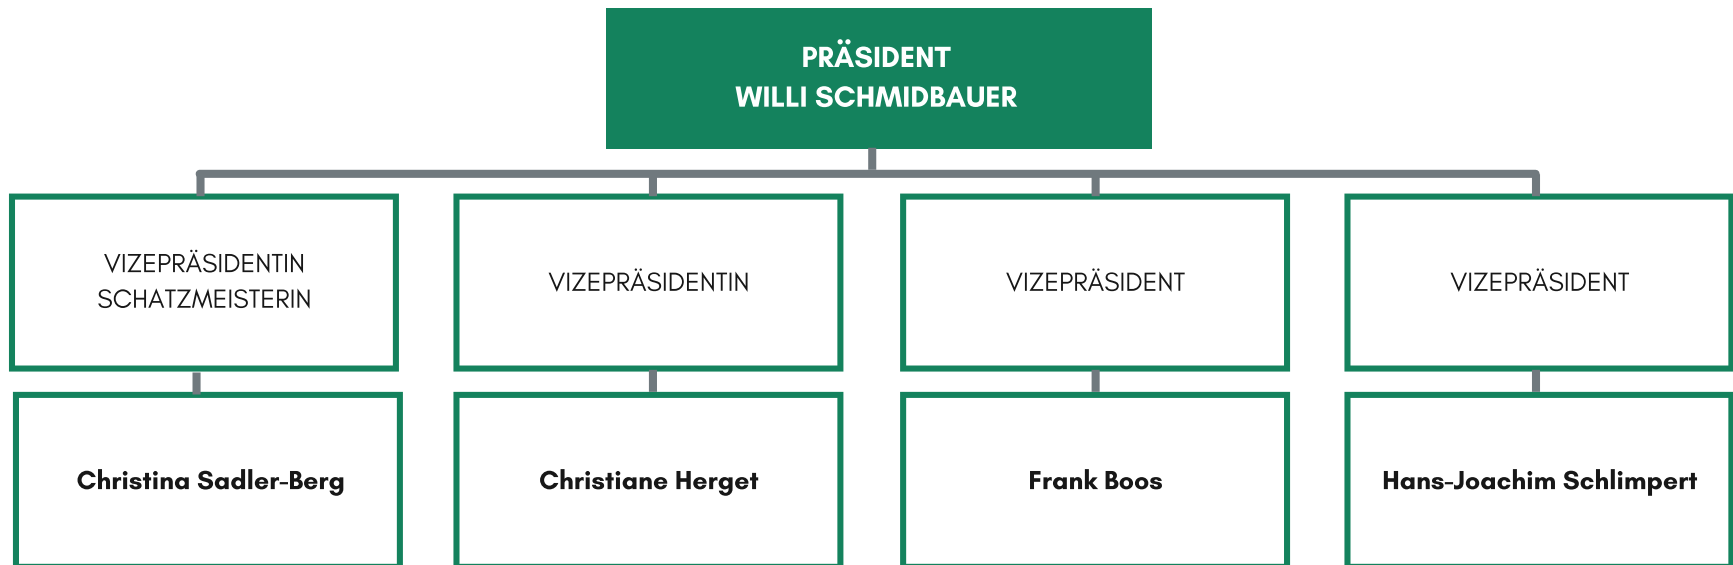 PRÄSIDENT
WILLI SCHMIDBAUER
VIZEPRÄSIDENTIN
SCHATZMEISTERIN
VIZEPRÄSIDENTIN
VIZEPRÄSIDENT
VIZEPRÄSIDENT
Christina Sadler-Berg
Christiane Herget
Frank Boos
Hans-Joachim Schlimpert